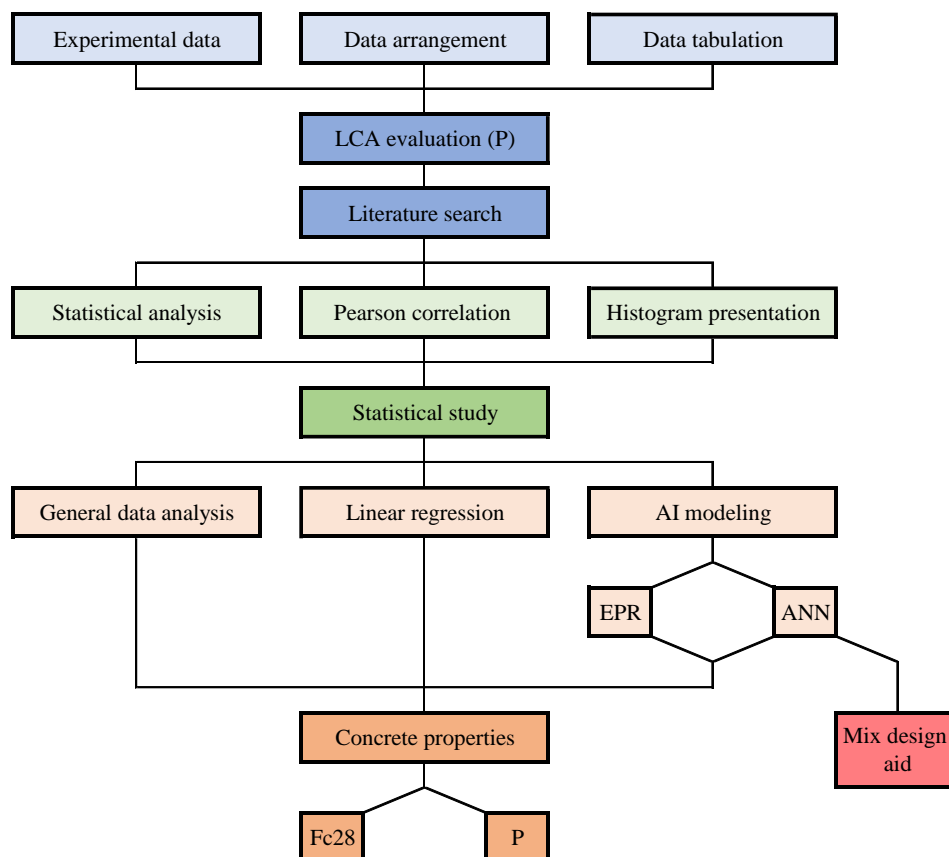 Experimental data
Data arrangement
Data tabulation
LCA evaluation (P)
Literature search
Statistical analysis
Pearson correlation
Histogram presentation
Statistical study
General data analysis
Linear regression
AI modeling
EPR
ANN
Concrete properties
Mix design
aid
Fc28
P